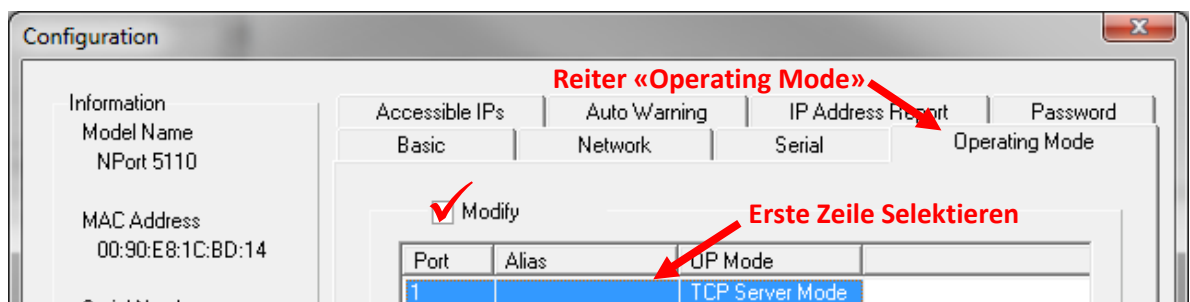 Configuration
Reiter «Operating Mode»
Information
Model Name
NPort 5110
MAC Address
00:90:E8:1C:BD:14
Accessible IPs Auto Warning IP Address Report Password
Basic Network Serial Operating Mode
Modify
Erste Zeile Selektieren
Port Alias OP Mode
1 TCP Server Mode